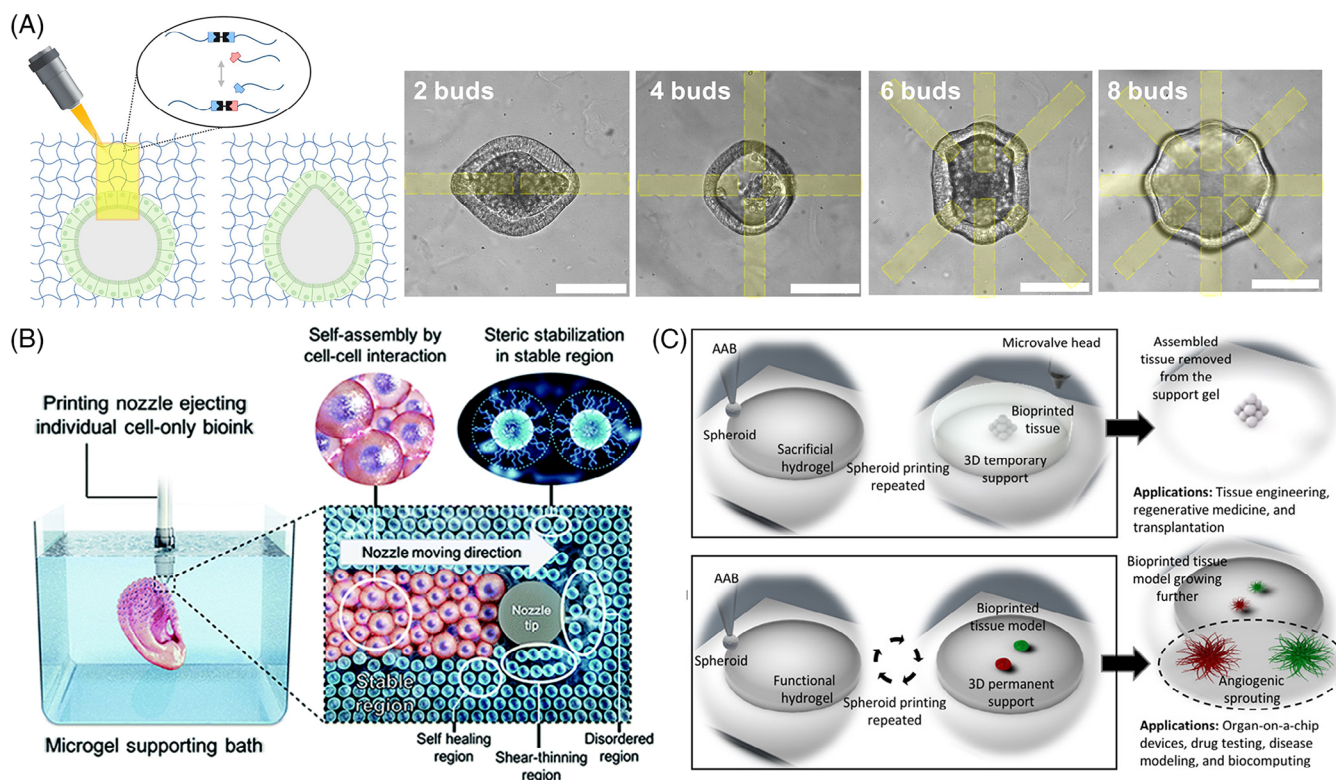 (A)
2 buds
4 buds
6 buds
8 buds
(B)
Self-assembly by
cell-cell interaction
Steric stabilization
in stable region
Printing nozzle ejecting
individual cell-only bioink
Nozzle moving direction
Nozzle
tip
Stable
region
Microgel supporting bath
Self healing
region
Shear-thinning
region
Disordered
region
(C)
AAB
Spheroid
Sacrificial
hydrogel
Spheroid printing
repeated
Microvalve head
Bioprinted
tissue
3D temporary
support
Assembled
tissue removed
from the
support gel
Applications: Tissue engineering,
regenerative medicine, and
transplantation
AAB
Spheroid
Functional
hydrogel
Spheroid printing
repeated
Bioprinted
tissue model
3D permanent
support
Bioprinted tissue
model growing
further
Angiogenic
sprouting
Applications: Organ-on-a-chip
devices, drug testing, disease
modeling, and biocomputing